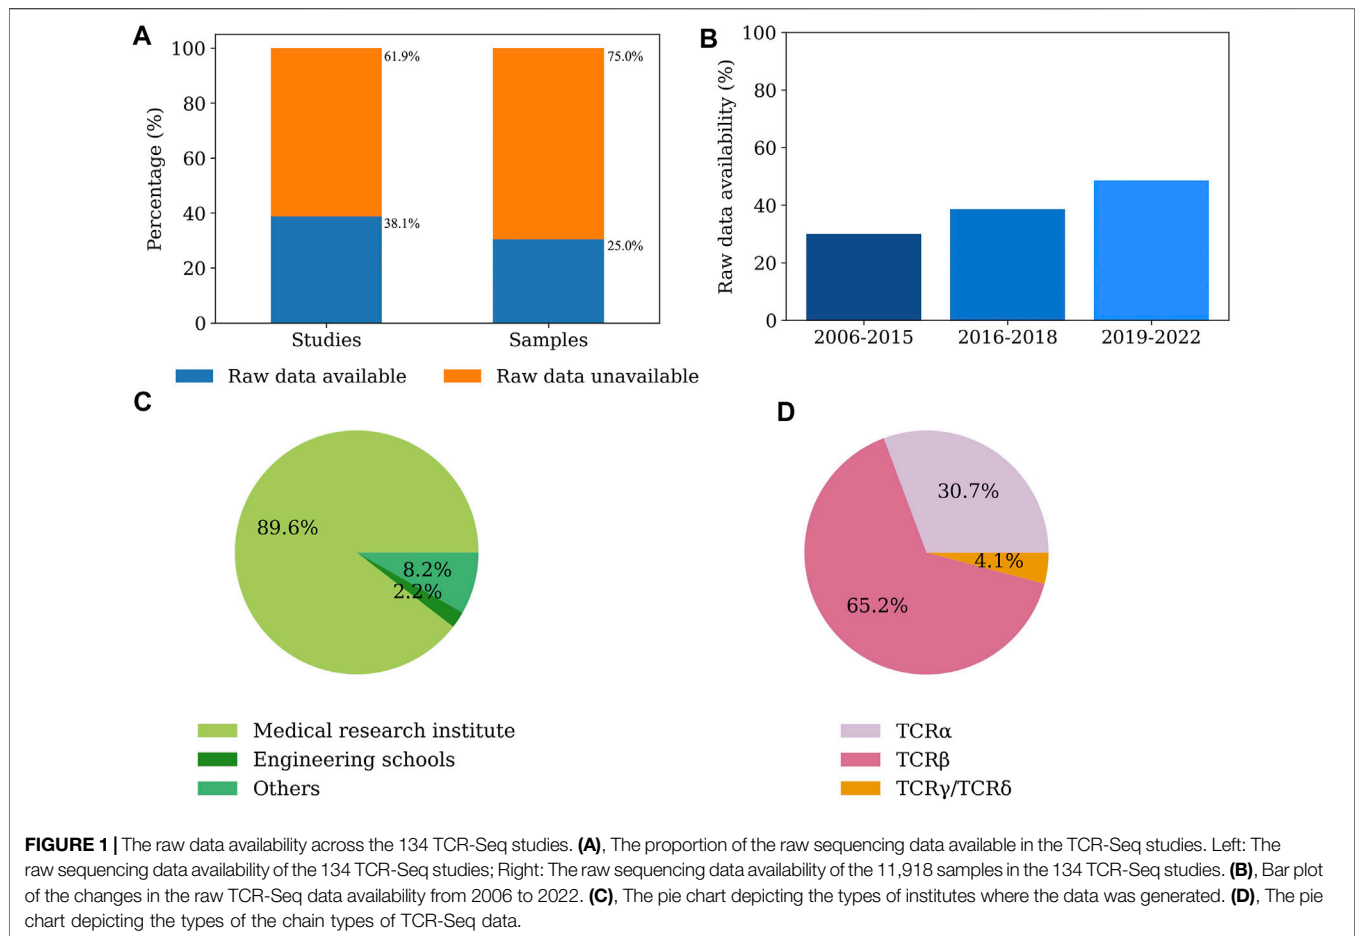 A
Percentage (%)
100
80
60
40
20
0
61.9%
38.1%
75.0%
25.0%
Studies
Samples
Raw data available
Raw data unavailable
B
Raw data availability (%)
100
80
60
40
20
0
2006-2015
2016-2018
2019-2022
C
89.6%
8.2%
2.2%
Medical research institute
Engineering schools
Others
D
30.7%
4.1%
65.2%
TCRα
TCRβ
TCRγ/TCRδ
FIGURE 1 | The raw data availability across the 134 TCR-Seq studies. (A), The proportion of the raw sequencing data available in the TCR-Seq studies. Left: The
raw sequencing data availability of the 134 TCR-Seq studies; Right: The raw sequencing data availability of the 11,918 samples in the 134 TCR-Seq studies. (B), Bar plot
of the changes in the raw TCR-Seq data availability from 2006 to 2022. (C), The pie chart depicting the types of institutes where the data was generated. (D), The pie
chart depicting the types of the chain types of TCR-Seq data.